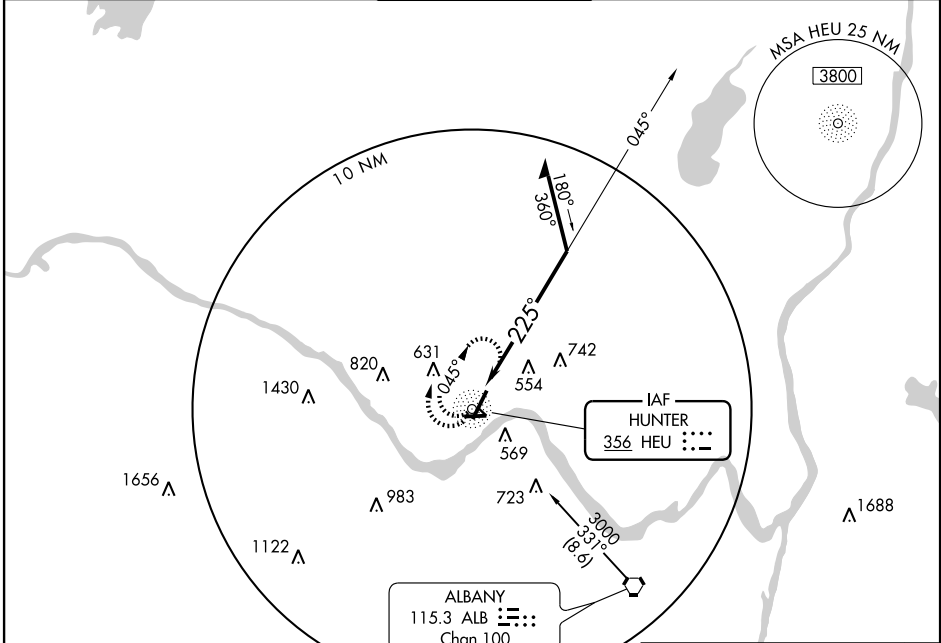 MSA HEU 25 NM
3800
10 NM
045°
180°
360°
225°
045°
631
820
1430
742
554
IAF
HUNTER
356 HEU
569
1656
983
723
1688
1122
3000
331°
(8.6)
ALBANY
115.3 ALB
Chan 100